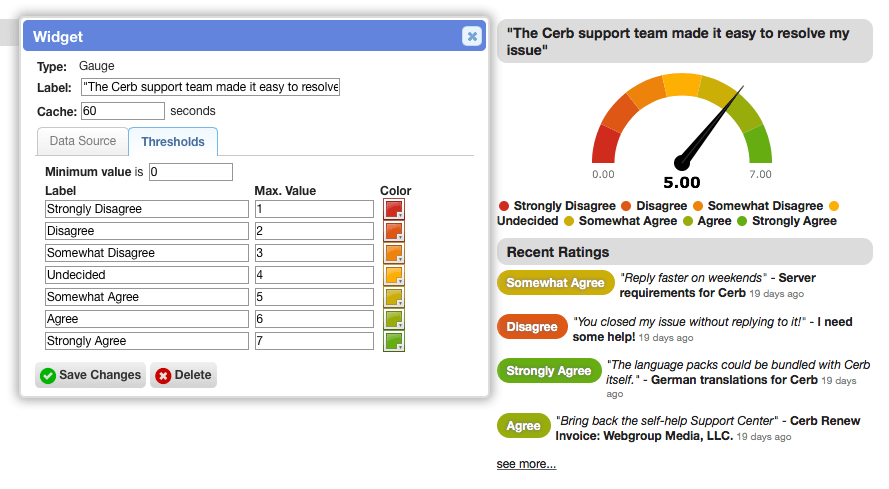 Widget
Type: Gauge
Label: "The Cerb support team made it easy to resolve
Cache: 60 seconds
Data Source Thresholds
Minimum value is 0
Label Max. Value Color
Strongly Disagree 1
Disagree 2
Somewhat Disagree 3
Undecided 4
Somewhat Agree 5
Agree 6
Strongly Agree 7
Save Changes Delete
"The Cerb support team made it easy to resolve my
issue"
0.00 7.00
5.00
Strongly Disagree Disagree Somewhat Disagree
Undecided Somewhat Agree Agree Strongly Agree
Recent Ratings
Somewhat Agree "Reply faster on weekends" - Server
requirements for Cerb 19 days ago
Disagree "You closed my issue without replying to it!" - I need
some help! 19 days ago
Strongly Agree "The language packs could be bundled with Cerb
itself." - German translations for Cerb 19 days
ago
Agree "Bring back the self-help Support Center" - Cerb Renew
Invoice: Webgroup Media, LLC. 19 days ago
see more...